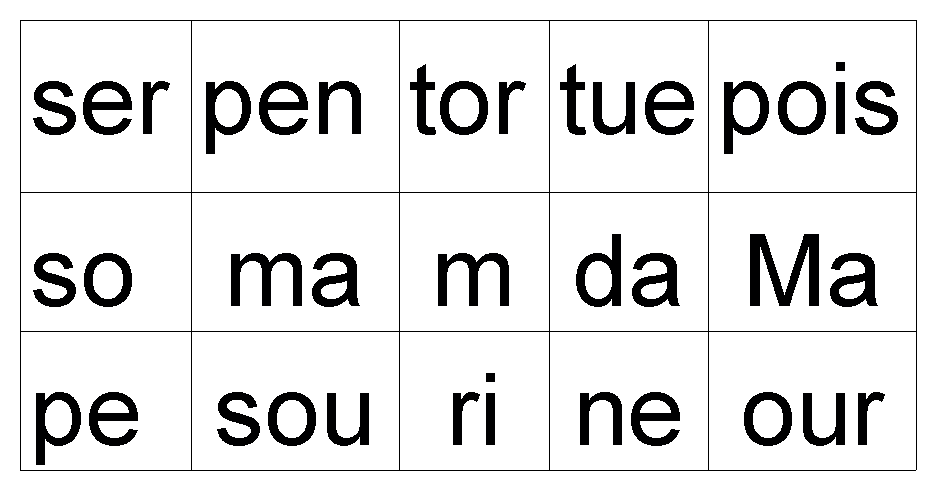 ser pen tor tue pois
so ma m da Ma
pe sou ri ne our